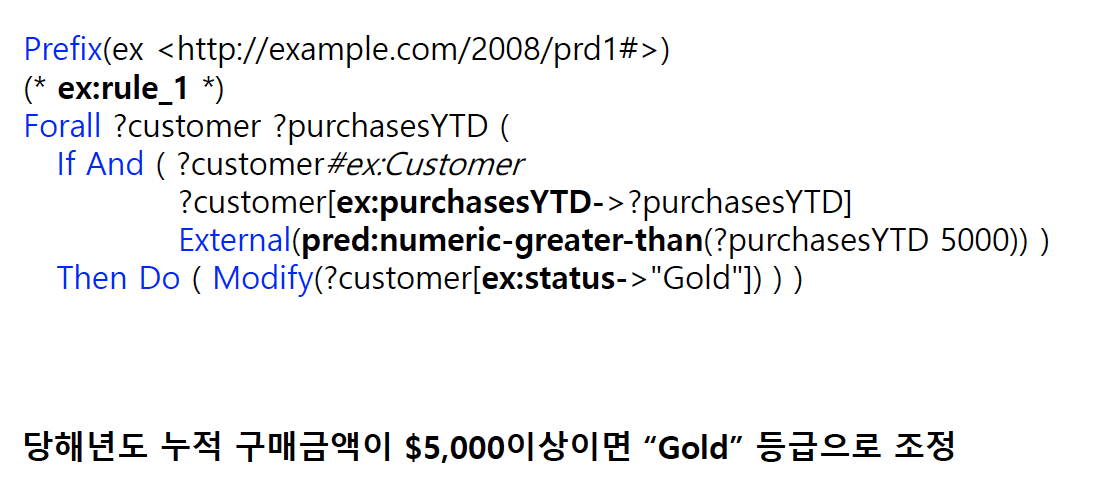 Prefix(ex <http://example.com/2008/prd1#>)
(* ex:rule_1 *)
Forall ?customer ?purchasesYTD (
If And ( ?customer#ex:Customer
?customer[ex:purchasesYTD->?purchasesYTD]
External(pred:numeric-greater-than(?purchasesYTD 5000)) )
Then Do ( Modify(?customer[ex:status->"Gold"]) ) )
당해년도 누적 구매금액이 $5,000이상이면 “Gold” 등급으로 조정